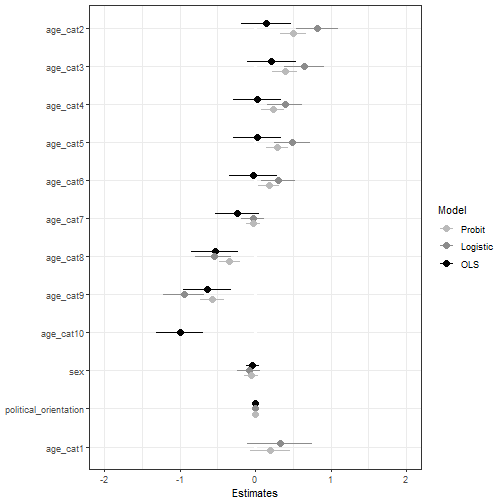 age_cat2
age_cat3
age_cat4
age_cat5
age_cat6
age_cat7
age_cat8
age_cat9
age_cat10
sex
political_orientation
age_cat1
-2 -1 0 1 2
Estimates
Model
Probit
Logistic
OLS